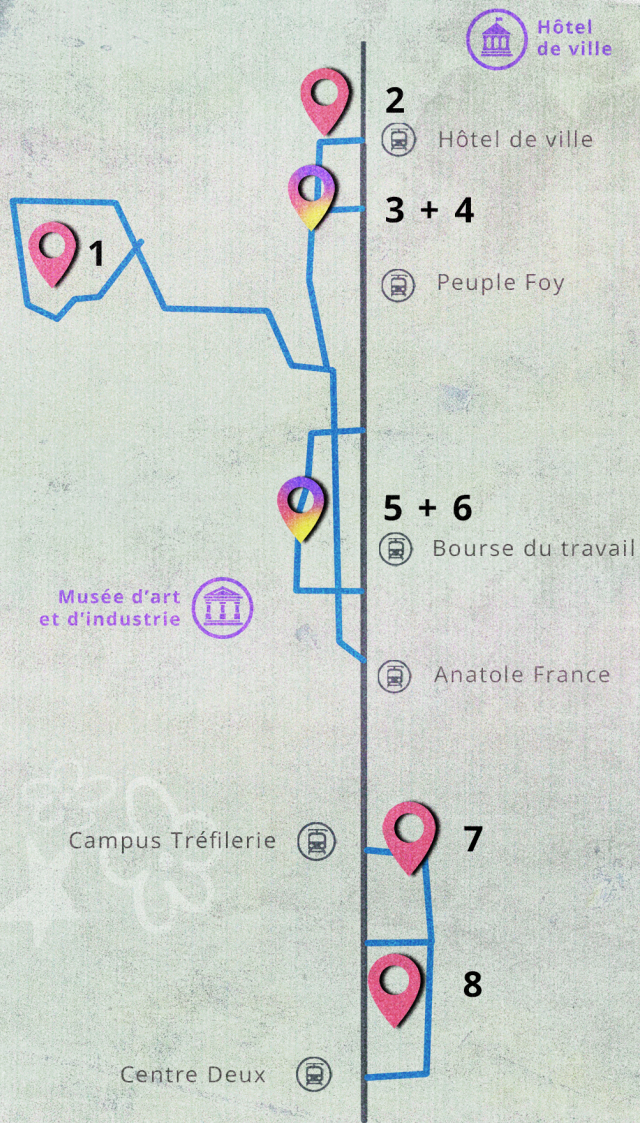 Hôtel
de ville
2
Hôtel de ville
3 + 4
1
Peuple Foy
5 + 6
Bourse du travail
Musée d’art
et d’industrie
Anatole France
Campus Tréfilerie
7
8
Centre Deux